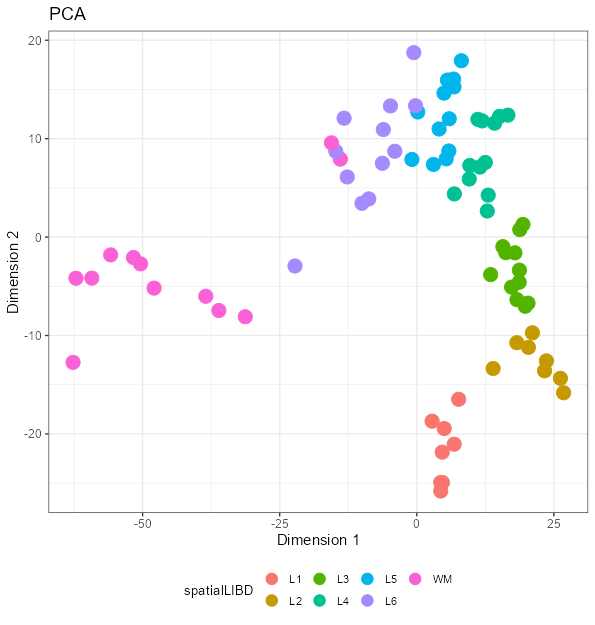 PCA
20
10
0
-10
-20
Dimension 2
-50 -25 0 25
Dimension 1
spatialLIBD
L1 L3 L5 WM
L2 L4 L6